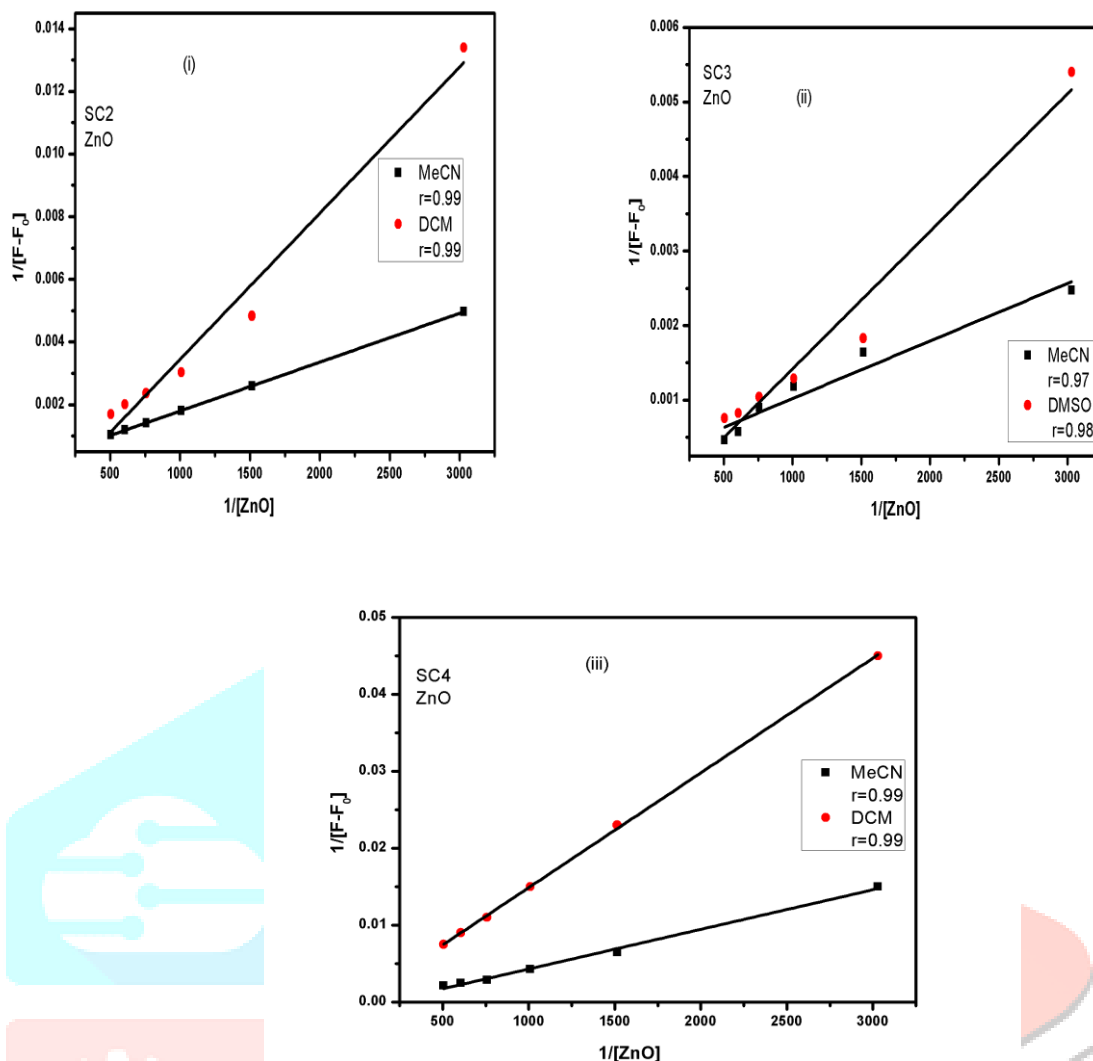 0.014
0.012
0.010
0.008
0.006
0.004
0.002
1/[F-F0]
(i)
SC2
ZnO
MeCN
r=0.99
DCM
r=0.99
500
1000
1500
2000
2500
3000
1/[ZnO]
0.006
0.005
0.004
0.003
0.002
0.001
1/[F-F0]
SC3
ZnO
(ii)
MeCN
r=0.97
DMSO
r=0.98
500
1000
1500
2000
2500
3000
1/[ZnO]
0.05
0.04
0.03
0.02
0.01
0.00
1/[F-F0]
SC4
ZnO
(iii)
MeCN
r=0.99
DCM
r=0.99
500
1000
1500
2000
2500
3000
1/[ZnO]